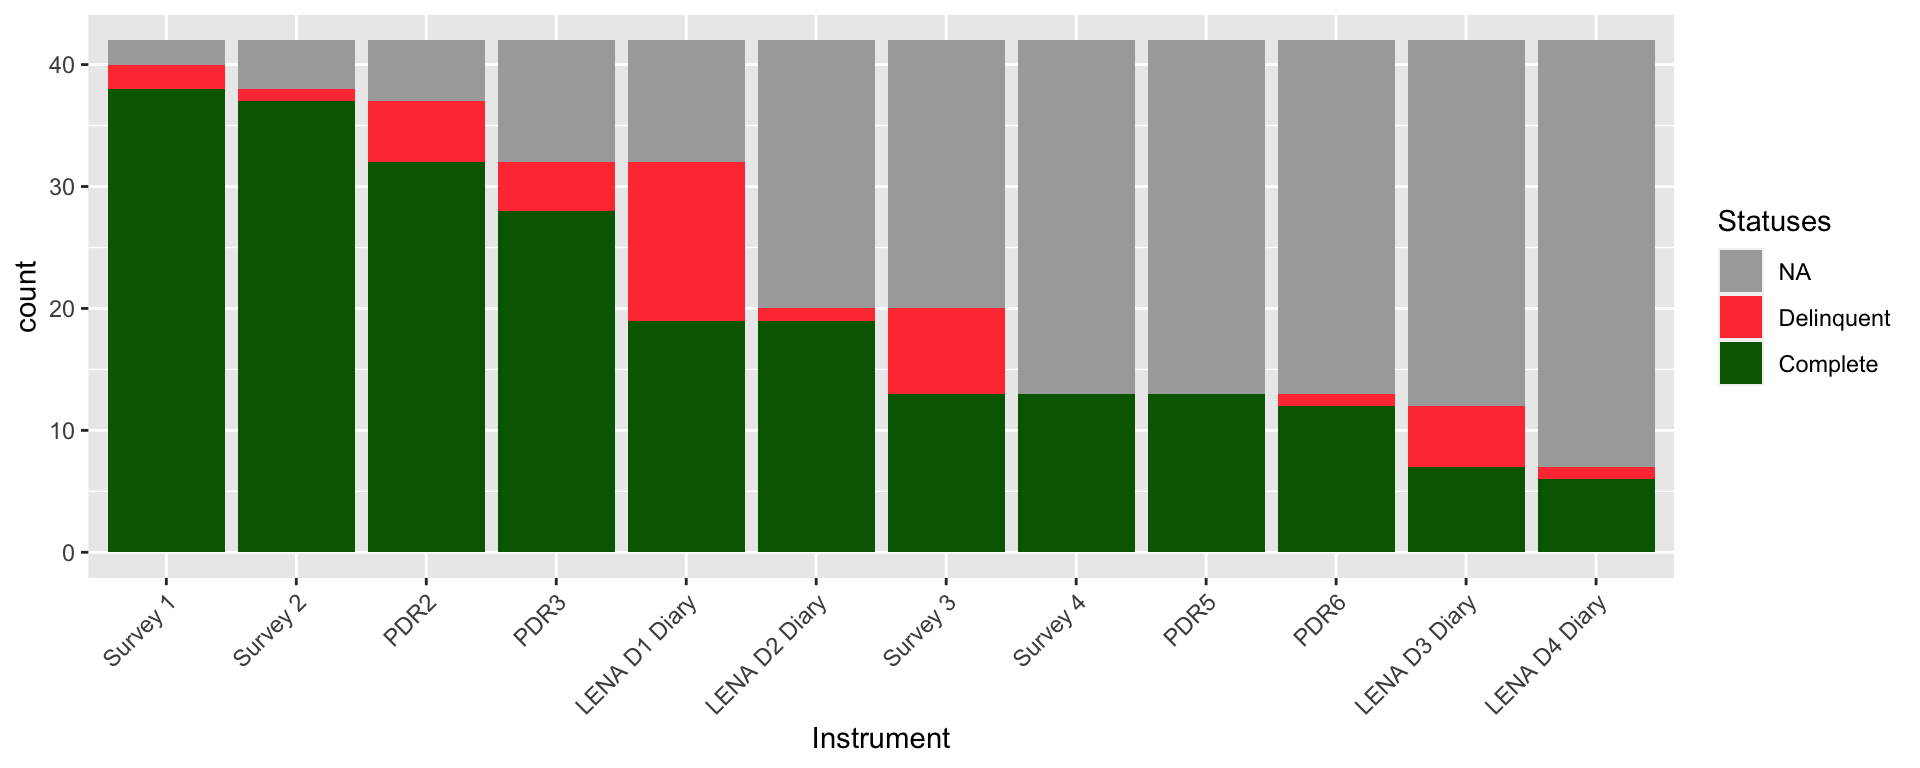 count
40
30
20
10
0
Survey 1
Survey 2
PDR2
PDR3
LENA D1 Diary
LENA D2 Diary
Survey 3
Survey 4
PDR5
PDR6
LENA D3 Diary
LENA D4 Diary
Instrument
Statuses
NA
Delinquent
Complete